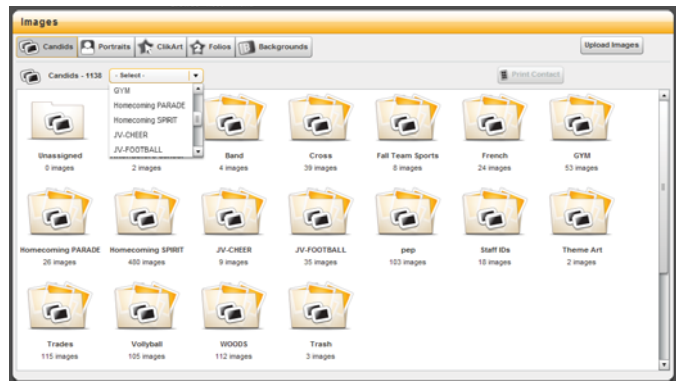 Images
Candids Portraits ClikArt Folios Backgrounds Upload Images
Candids - 1138 - Select - Print Contact
GYM
Homecoming PARADE
Homecoming SPIRIT
JV-CHEER
JV-FOOTBALL
Unassigned Band Cross Fall Team Sports French GYM
0 images 2 images 4 images 39 images 8 images 24 images 53 images
Homecoming PARADE Homecoming SPIRIT JV-CHEER JV-FOOTBALL pep Staff IDs Theme Art
26 images 480 images 9 images 35 images 103 images 18 images 2 images
Trades Vollyball WOODS Trash
115 images 105 images 112 images 3 images